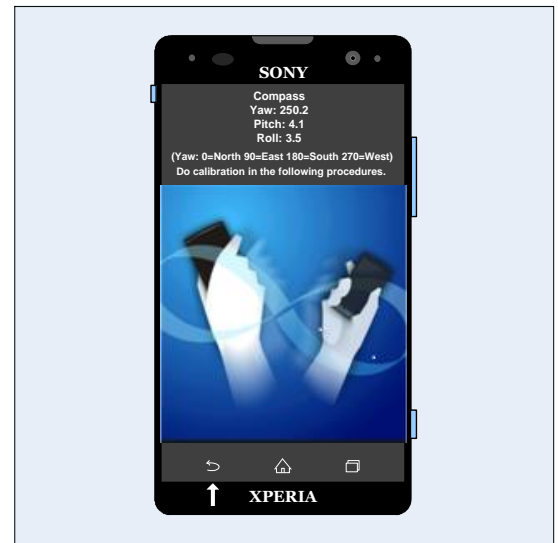 SONY
Compass
Yaw: 250.2
Pitch: 4.1
Roll: 3.5
(Yaw: 0=North 90=East 180=South 270=West)
Do calibration in the following procedures.
XPERIA